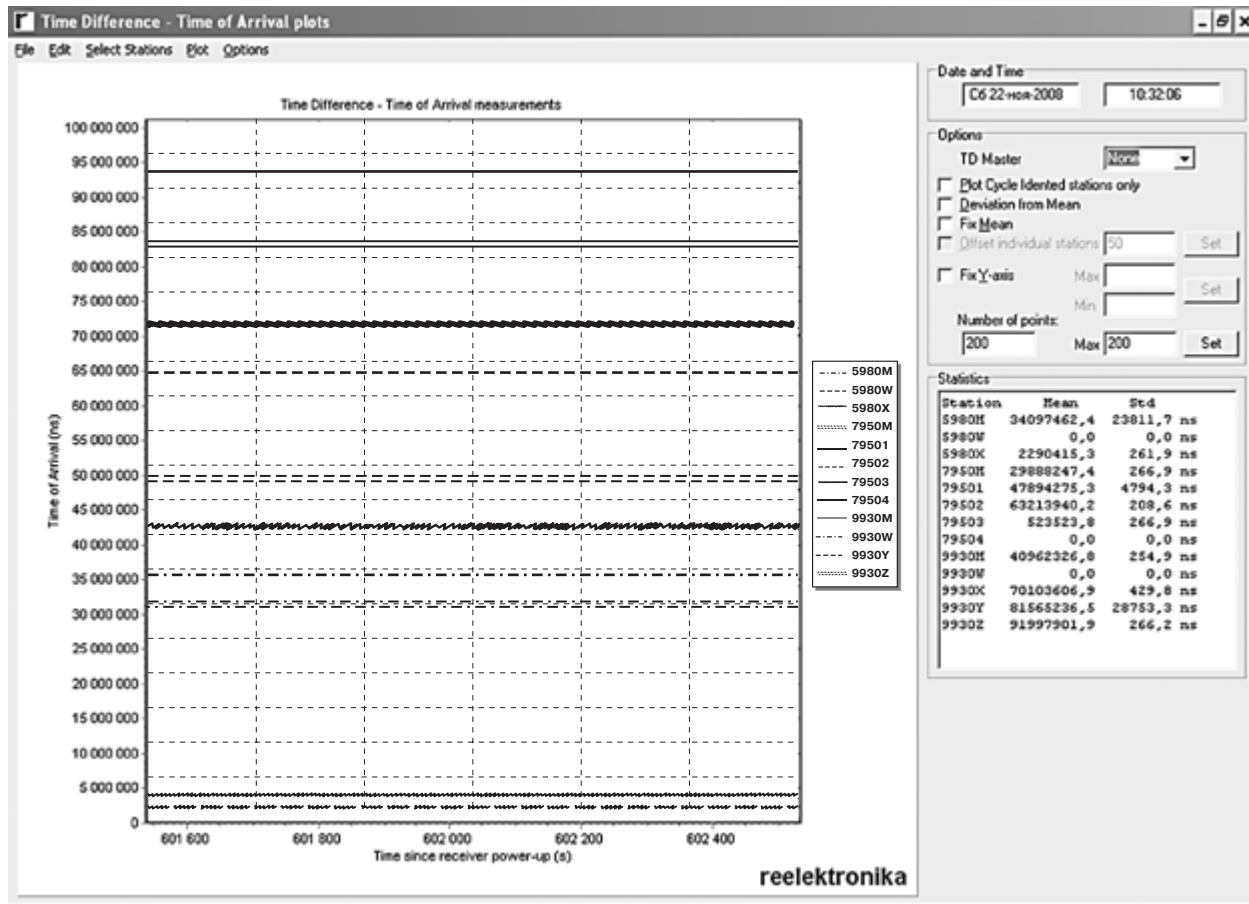 Time Difference - Time of Arrival plots
File Edit Select Stations Plot Options
Time Difference - Time of Arrival measurements
100 000 000
95 000 000
90 000 000
85 000 000
80 000 000
75 000 000
70 000 000
65 000 000
60 000 000
55 000 000
50 000 000
45 000 000
40 000 000
35 000 000
30 000 000
25 000 000
20 000 000
15 000 000
10 000 000
5 000 000
0
Time of Arrival (ns)
601 600 601 800 602 000 602 200 602 400
Time since receiver power-up (s)
reelektronika
5980M
5980W
5980X
7950M
79501
79502
79503
79504
9930M
9930W
9930Y
9930Z
Date and Time
Сб 22-ноя-2008 10:32:06
Options
TD Master None
Plot Cycle Idented stations only
Deviation from Mean
Fix Mean
Offset individual stations 50 Set
Fix Y-axis Max
Set
Min
Number of points:
200 Max 200 Set
Statistics
Station Mean Std
5980M 34097462,4 23811,7 ns
5980W 0,0 0,0 ns
5980X 2290415,3 261,9 ns
7950M 29888247,4 266,9 ns
79501 47894275,3 4794,3 ns
79502 63213940,2 208,6 ns
79503 523523,8 266,9 ns
79504 0,0 0,0 ns
9930M 40962326,8 254,9 ns
9930W 0,0 0,0 ns
9930X 70103606,9 429,8 ns
9930Y 81565236,5 28753,3 ns
9930Z 91997901,9 266,2 ns